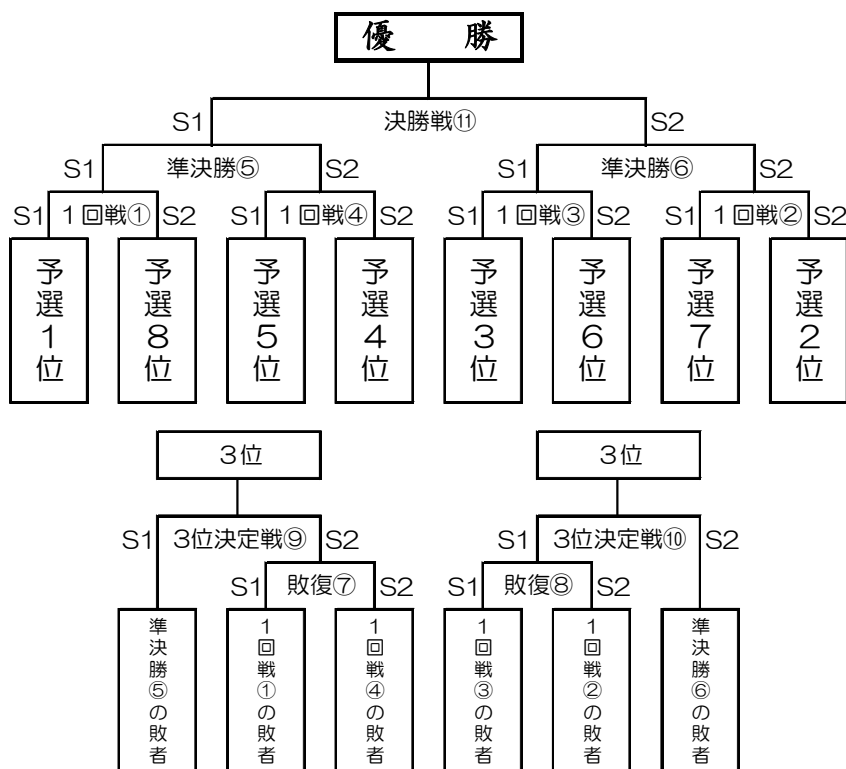 優　勝
S1 決勝戦⑪ S2
S1 準決勝⑤ S2 S1 準決勝⑥ S2
S1 1回戦① S2 S1 1回戦④ S2 S1 1回戦③ S2 S1 1回戦② S2
予選1位
予選8位
予選5位
予選4位
予選3位
予選6位
予選7位
予選2位
3位 3位
S1 3位決定戦⑨ S2 S1 3位決定戦⑩ S2
S1 敗復⑦ S2 S1 敗復⑧ S2
準決勝⑤の敗者
1回戦①の敗者
1回戦④の敗者
1回戦③の敗者
1回戦②の敗者
準決勝⑥の敗者